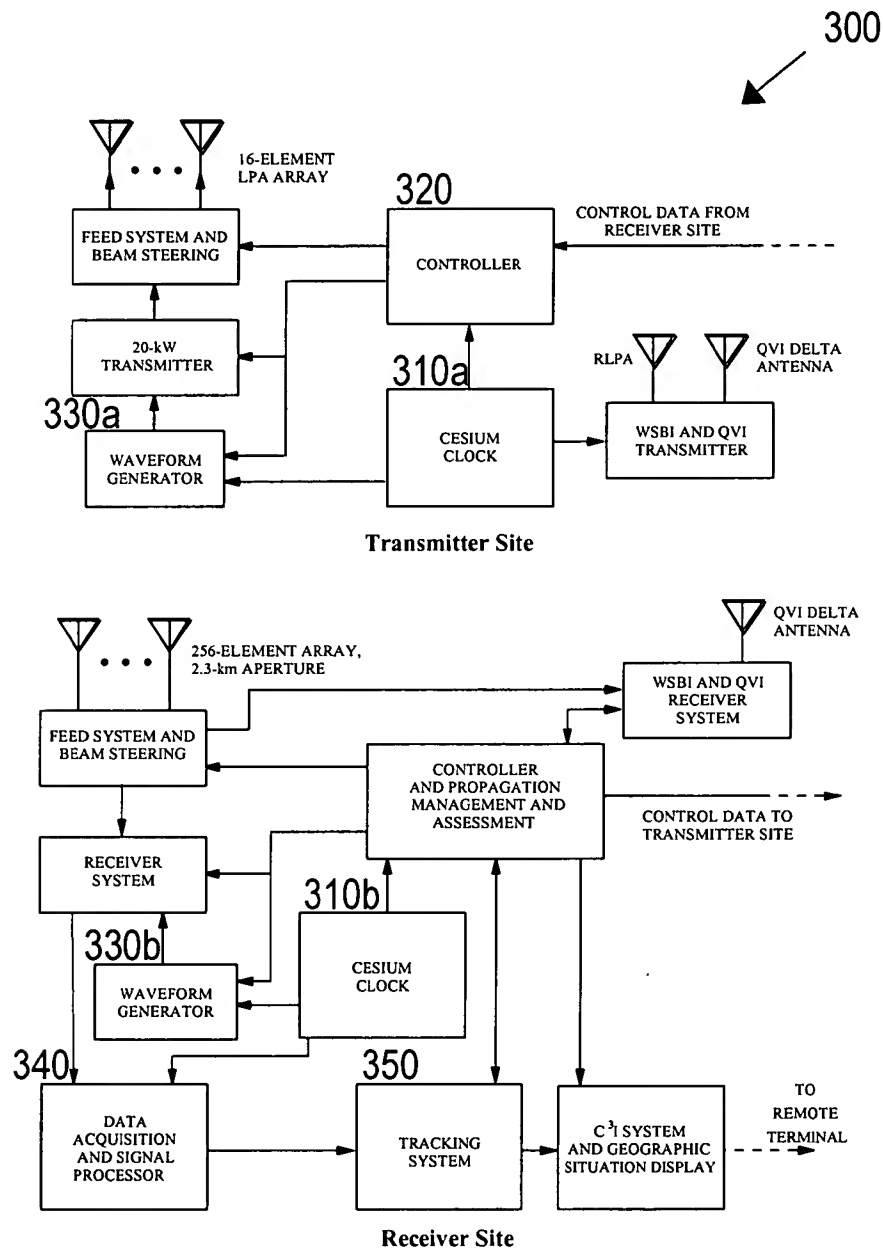 300
16-ELEMENT
LPA ARRAY
320
CONTROL DATA FROM
RECEIVER SITE
FEED SYSTEM AND
BEAM STEERING
CONTROLLER
20-kW
TRANSMITTER
310a
RLPA
QVI DELTA
ANTENNA
330a
WAVEFORM
GENERATOR
CESIUM
CLOCK
WSBI AND QVI
TRANSMITTER
Transmitter Site
256-ELEMENT ARRAY,
2.3-km APERTURE
QVI DELTA
ANTENNA
WSBI AND QVI
RECEIVER
SYSTEM
FEED SYSTEM AND
BEAM STEERING
CONTROLLER
AND PROPAGATION
MANAGEMENT AND
ASSESSMENT
CONTROL DATA TO
TRANSMITTER SITE
RECEIVER
SYSTEM
310b
330b
WAVEFORM
GENERATOR
CESIUM
CLOCK
340
350
DATA
ACQUISITION
AND SIGNAL
PROCESSOR
TRACKING
SYSTEM
C³I SYSTEM
AND GEOGRAPHIC
SITUATION DISPLAY
TO
REMOTE
TERMINAL
Receiver Site